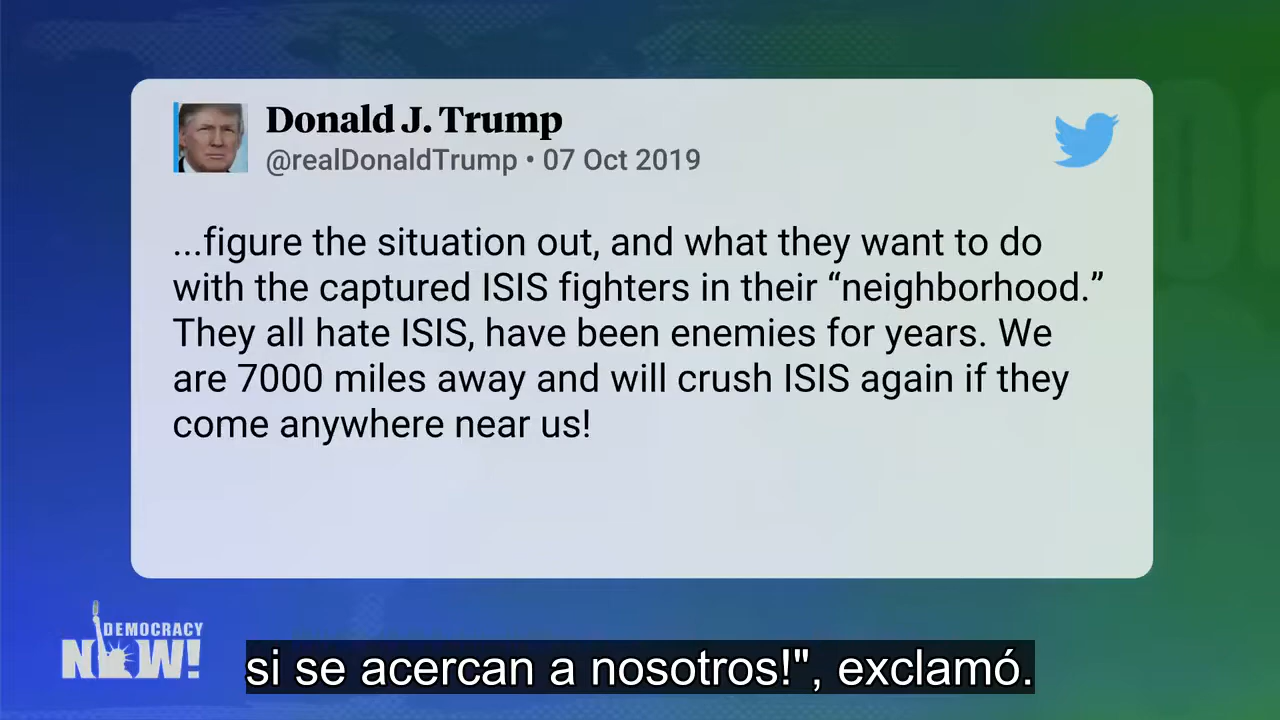 Donald J. Trump
@realDonaldTrump • 07 Oct 2019
...figure the situation out, and what they want to do
with the captured ISIS fighters in their “neighborhood.”
They all hate ISIS, have been enemies for years. We
are 7000 miles away and will crush ISIS again if they
come anywhere near us!
DEMOCRACY
NOW!
si se acercan a nosotros!", exclamó.